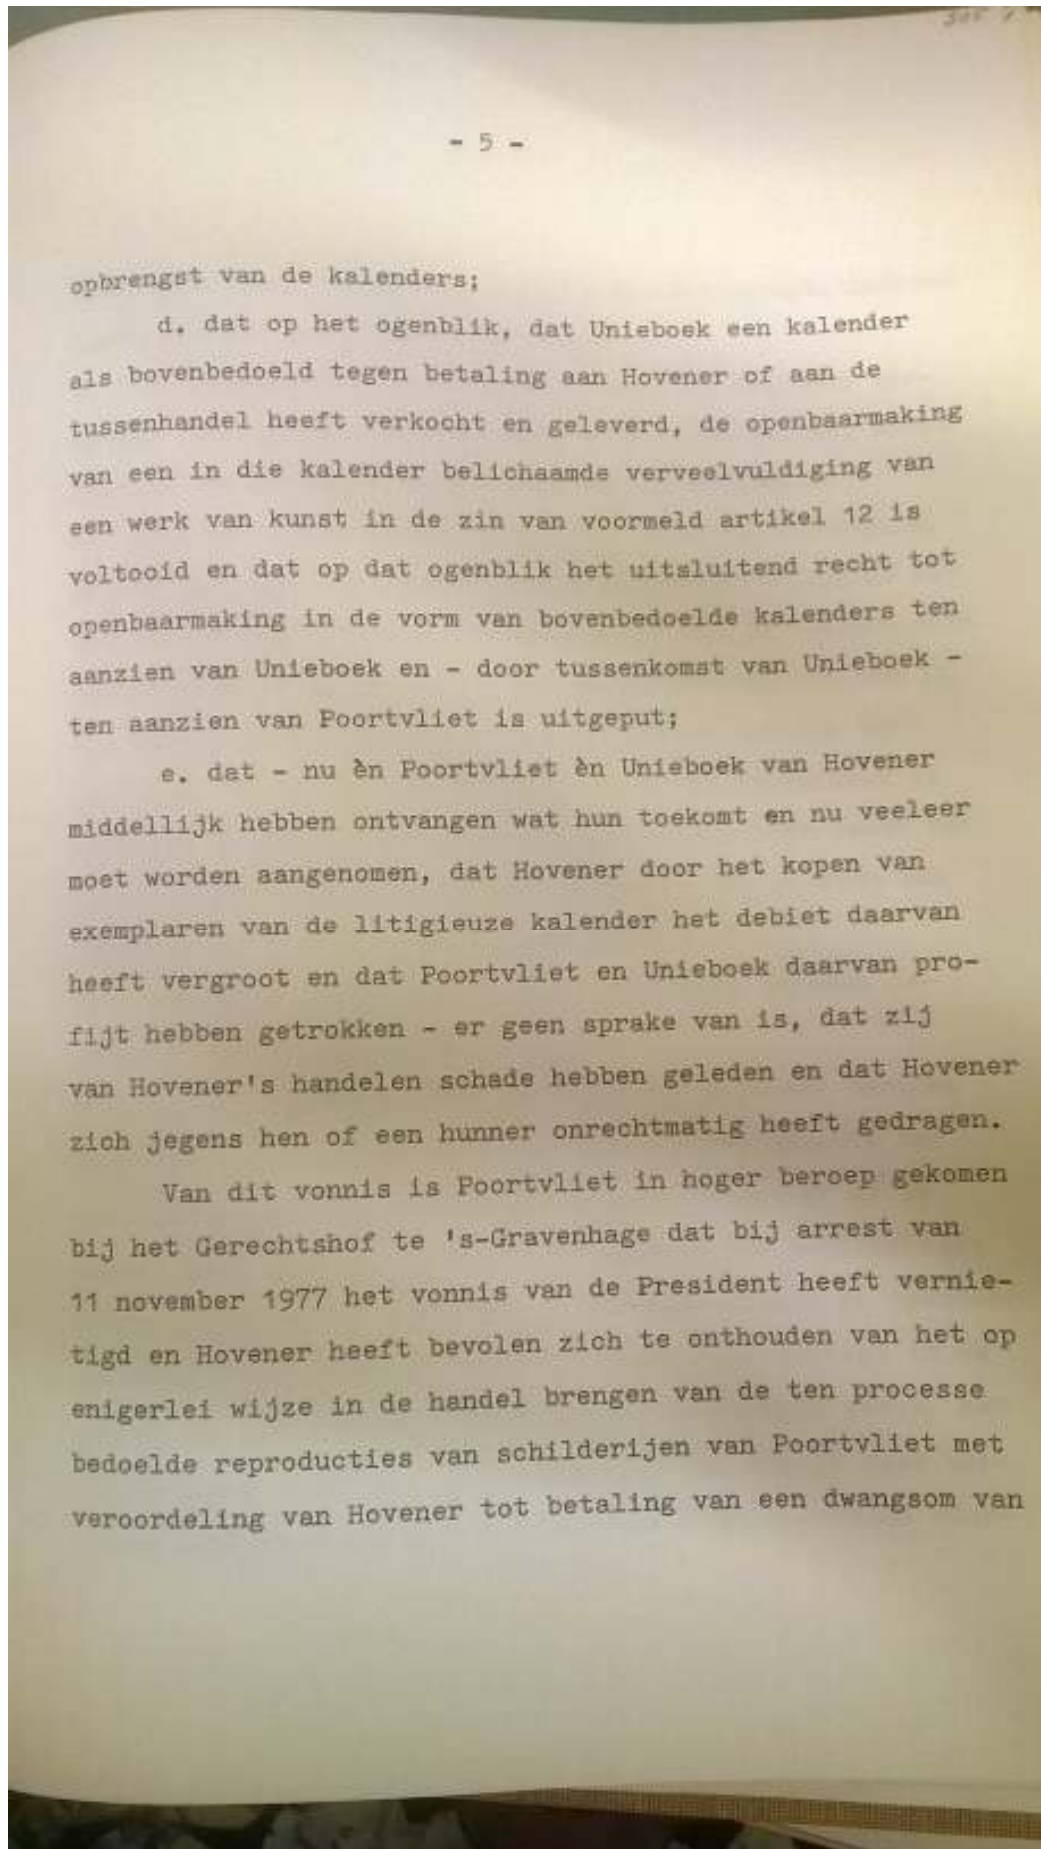 - 5 -
opbrengst van de kalenders;
d. dat op het ogenblik, dat Unieboek een kalender
als bovenbedoeld tegen betaling aan Hovener of aan de
tussenhandel heeft verkocht en geleverd, de openbaarmaking
van een in die kalender belichaamde verveelvuldiging van
een werk van kunst in de zin van voormeld artikel 12 is
voltooid en dat op dat ogenblik het uitsluitend recht tot
openbaarmaking in de vorm van bovenbedoelde kalenders ten
aanzien van Unieboek en - door tussenkomst van Unieboek -
ten aanzien van Poortvliet is uitgeput;
e. dat - nu èn Poortvliet èn Unieboek van Hovener
middellijk hebben ontvangen wat hun toekomt en nu veeleer
moet worden aangenomen, dat Hovener door het kopen van
exemplaren van de litigieuze kalender het debiet daarvan
heeft vergroot en dat Poortvliet en Unieboek daarvan pro-
fijt hebben getrokken - er geen sprake van is, dat zij
van Hovener's handelen schade hebben geleden en dat Hovener
zich jegens hen of een hunner onrechtmatig heeft gedragen.
Van dit vonnis is Poortvliet in hoger beroep gekomen
bij het Gerechtshof te 's-Gravenhage dat bij arrest van
11 november 1977 het vonnis van de President heeft vernie-
tigd en Hovener heeft bevolen zich te onthouden van het op
enigerlei wijze in de handel brengen van de ten processe
bedoelde reproducties van schilderijen van Poortvliet met
veroordeling van Hovener tot betaling van een dwangsom van